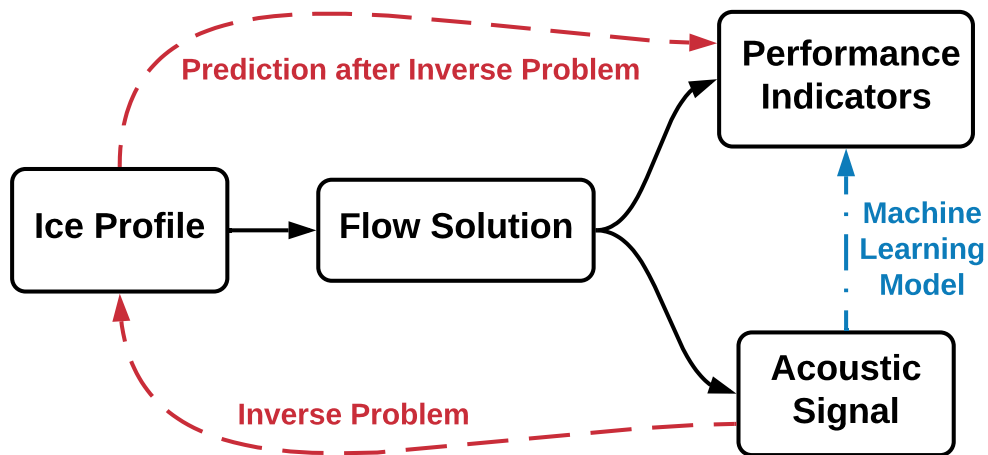 Prediction after Inverse Problem
Performance
Indicators
Ice Profile
Flow Solution
Machine
Learning
Model
Acoustic
Signal
Inverse Problem